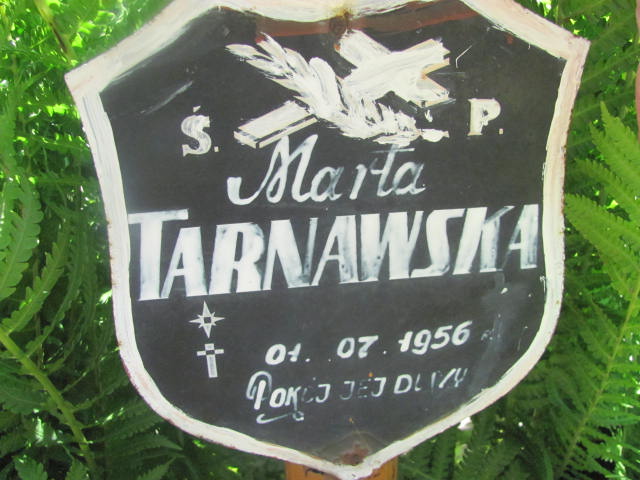 Ś. P.
Marta
TARNAWSKA
01. 07. 1956
POKÓJ JEJ DUSZY